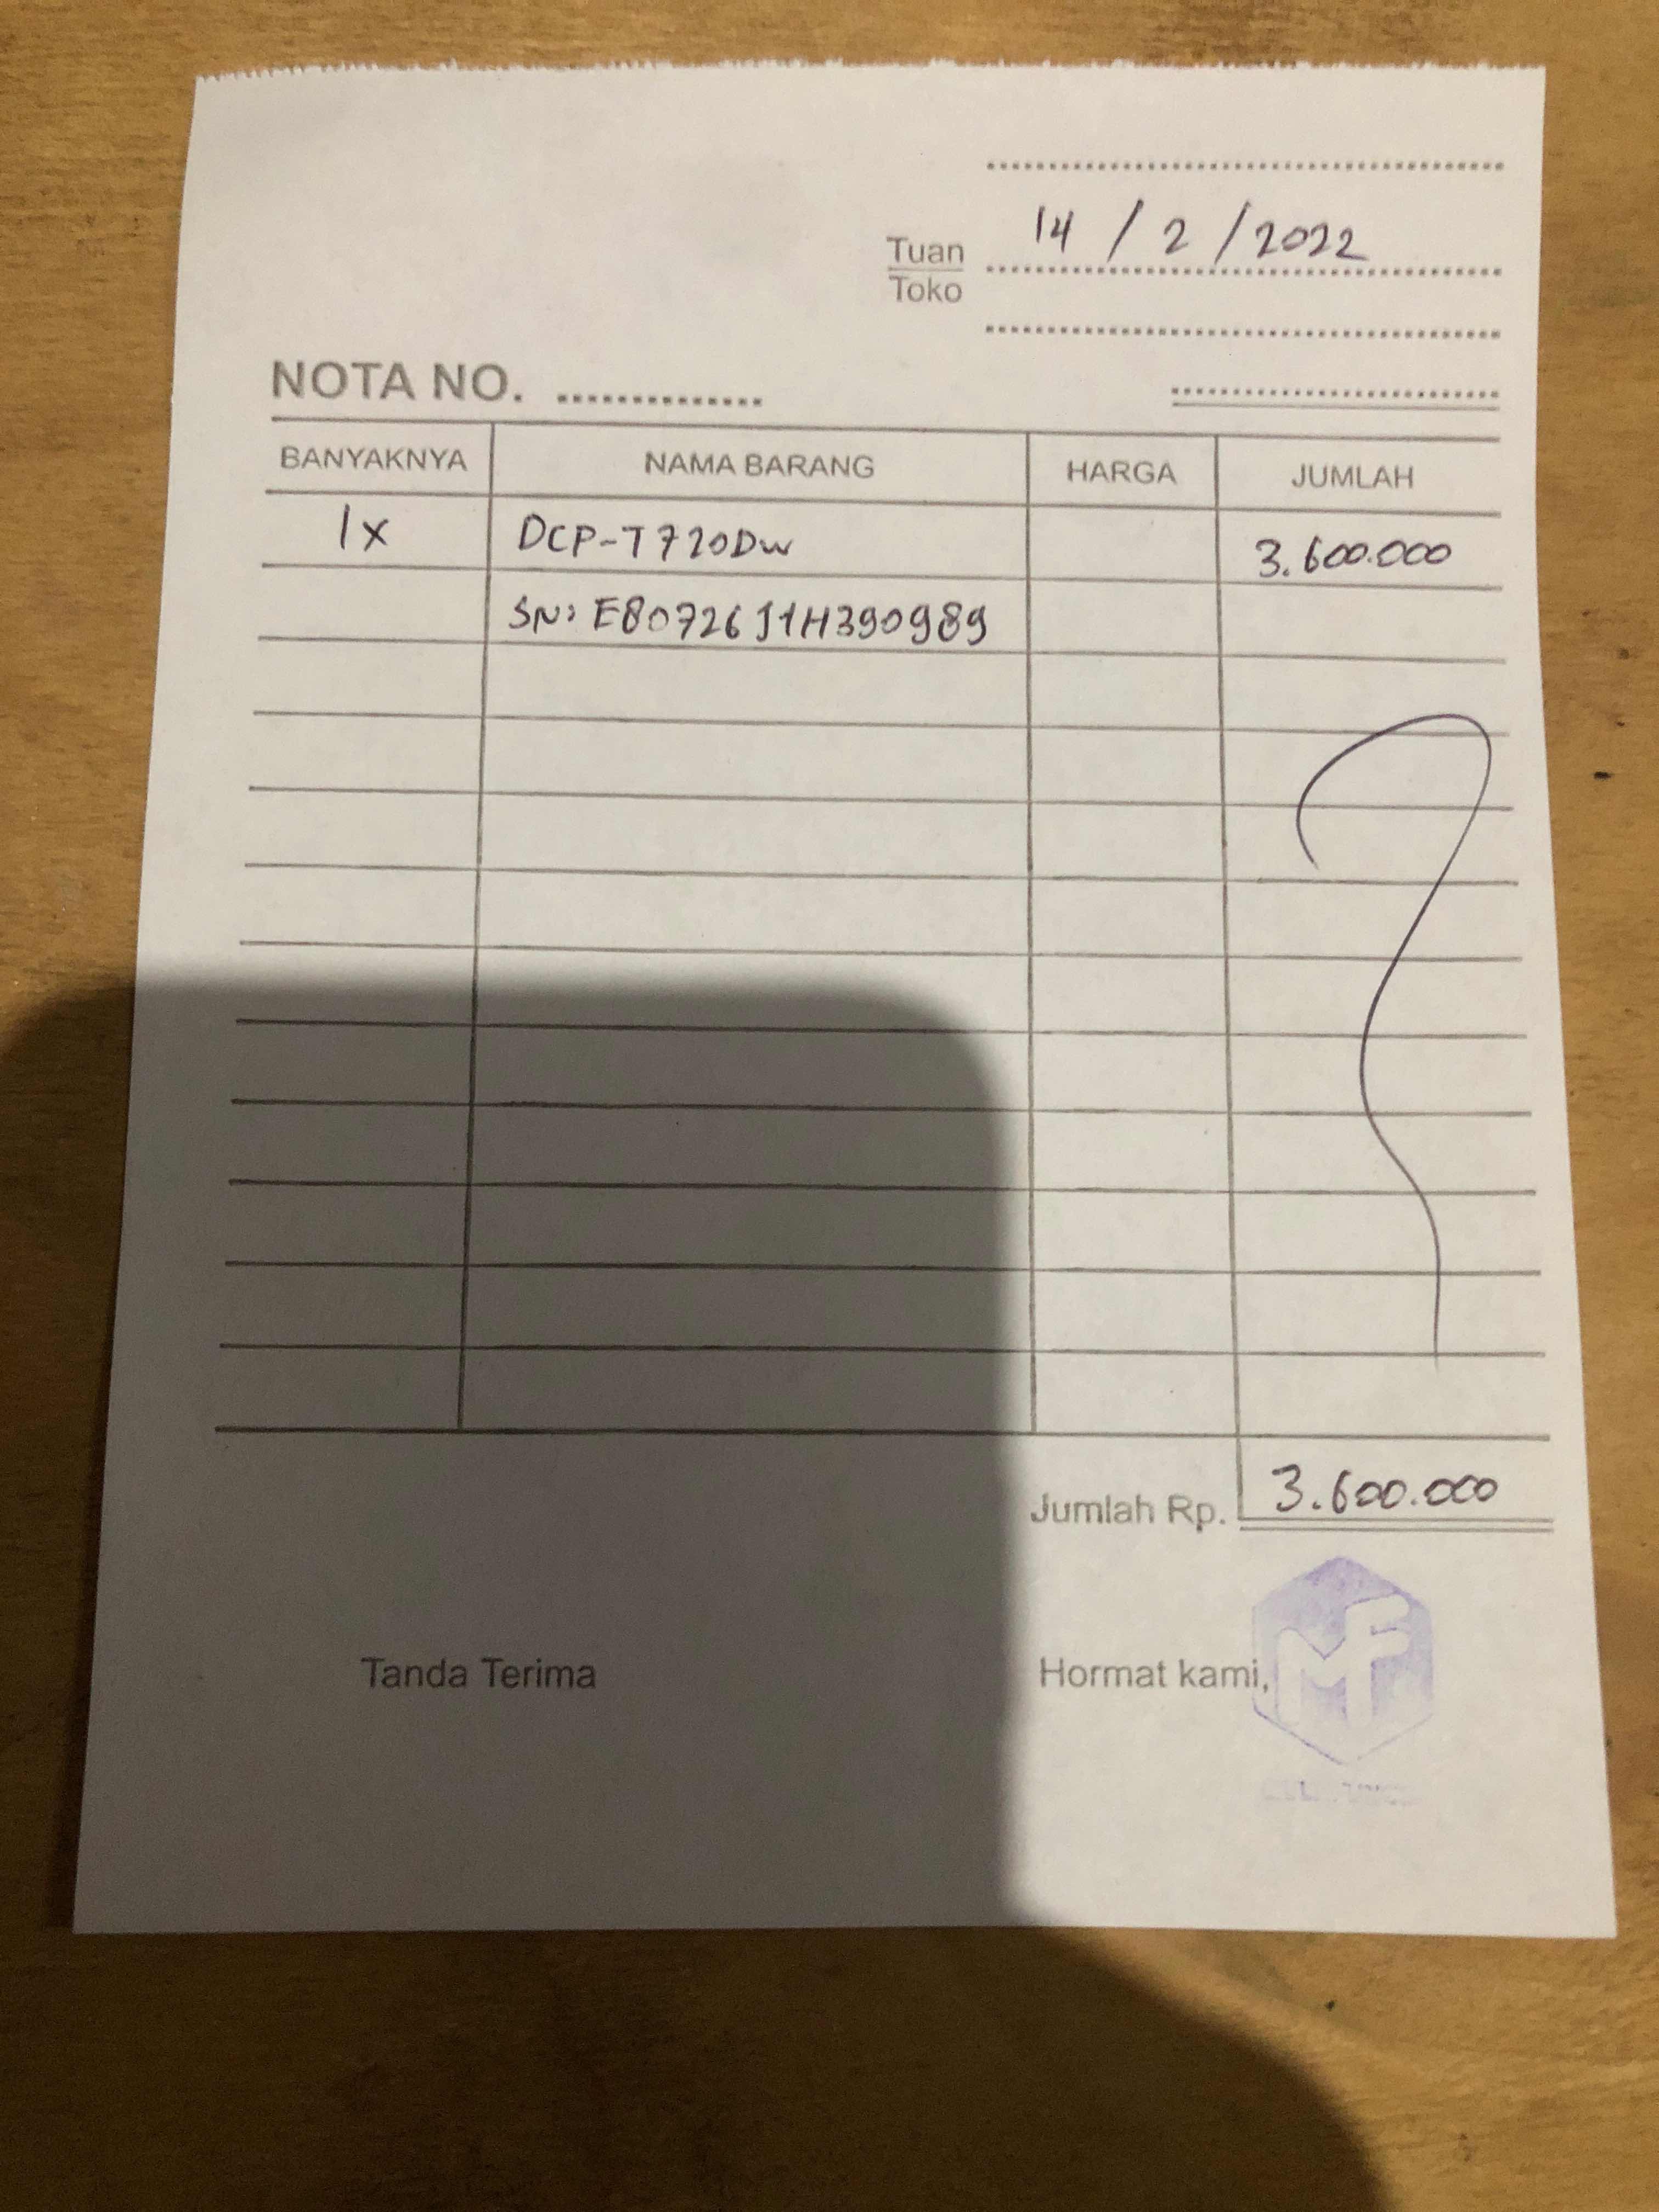 14 / 2 / 2022
Tuan
Toko
NOTA NO. ..............
BANYAKNYA NAMA BARANG HARGA JUMLAH
1x DCP-T720DW 3.600.000
SN: E80726J1H390989
Jumlah Rp. 3.600.000
Tanda Terima Hormat kami,
MF